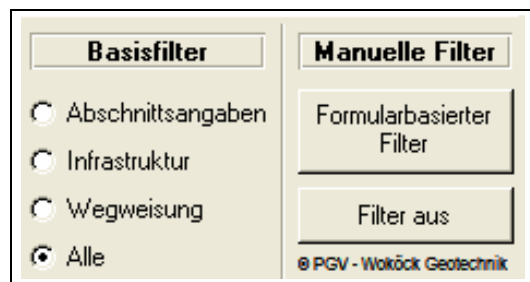 Basisfilter
Abschnittsangaben
Infrastruktur
Wegweisung
Alle
Manuelle Filter
Formularbasierter
Filter
Filter aus
© PGV - Woköck Geotechnik